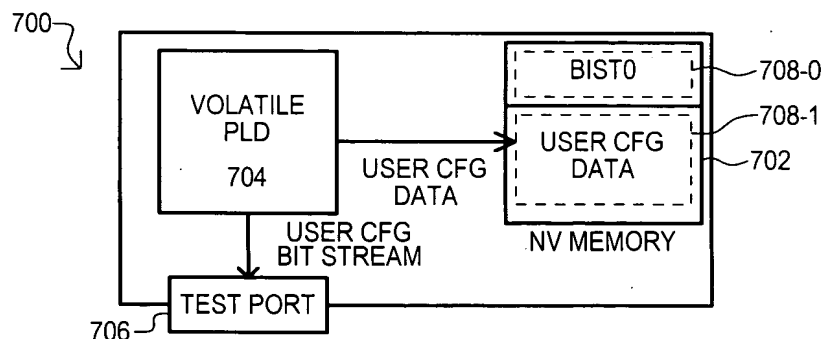 700
VOLATILE
PLD
704
BIST0
708-0
708-1
USER CFG
DATA
702
USER CFG
DATA
NV MEMORY
USER CFG
BIT STREAM
TEST PORT
706